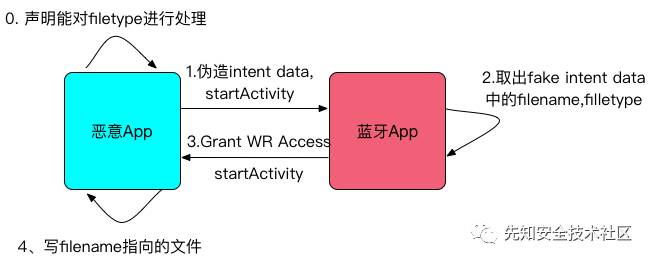 0. 声明能对filetype进行处理
1.伪造intent data,
startActivity
2.取出fake intent data
中的filename,filletype
恶意App
蓝牙App
3.Grant WR Access
startActivity
4、写filename指向的文件
先知安全技术社区